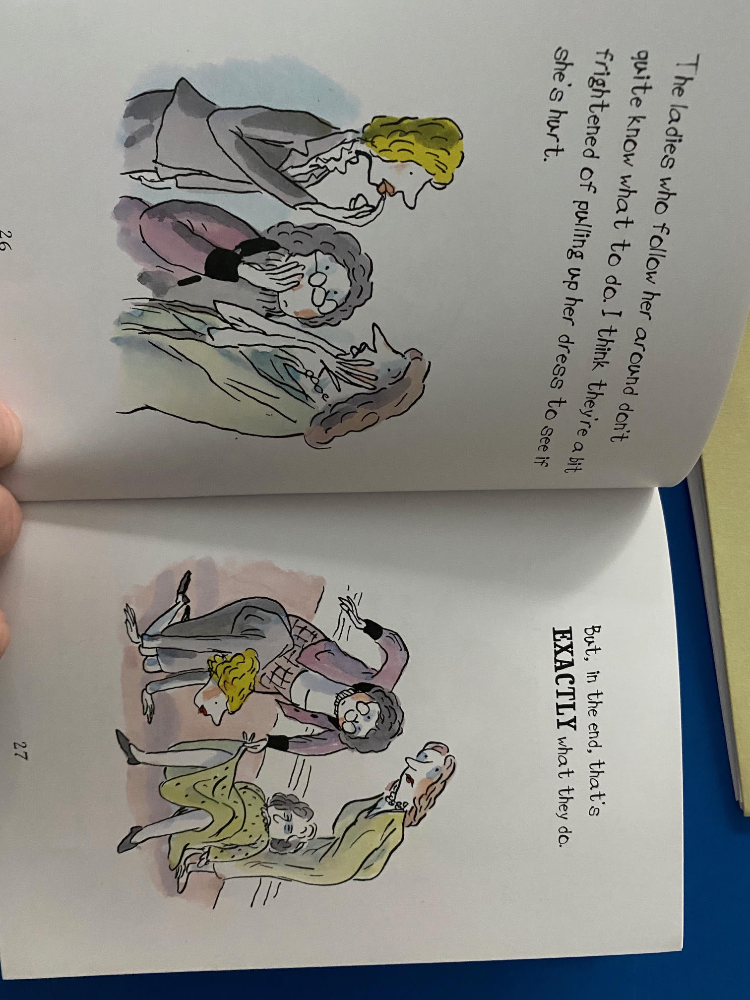 The ladies who follow her around don't
quite know what to do. I think they're a bit
frightened of pulling up her dress to see if
she's hurt.
26
But, in the end, that's
EXACTLY what they do.
27